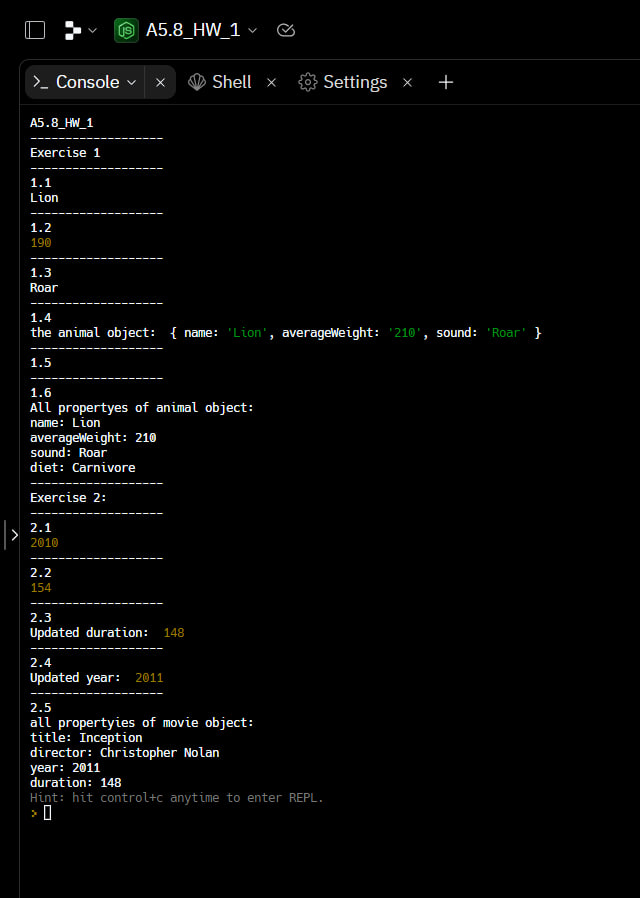 A5.8_HW_1
Console
Shell
Settings
A5.8_HW_1
-------------------
Exercise 1
-------------------
1.1
Lion
-------------------
1.2
190
-------------------
1.3
Roar
-------------------
1.4
the animal object:  { name: 'Lion', averageWeight: '210', sound: 'Roar' }
-------------------
1.5
-------------------
1.6
All propertyes of animal object:
name: Lion
averageWeight: 210
sound: Roar
diet: Carnivore
-------------------
Exercise 2:
-------------------
2.1
2010
-------------------
2.2
154
-------------------
2.3
Updated duration:  148
-------------------
2.4
Updated year:  2011
-------------------
2.5
all propertyies of movie object:
title: Inception
director: Christopher Nolan
year: 2011
duration: 148
Hint: hit control+c anytime to enter REPL.
>